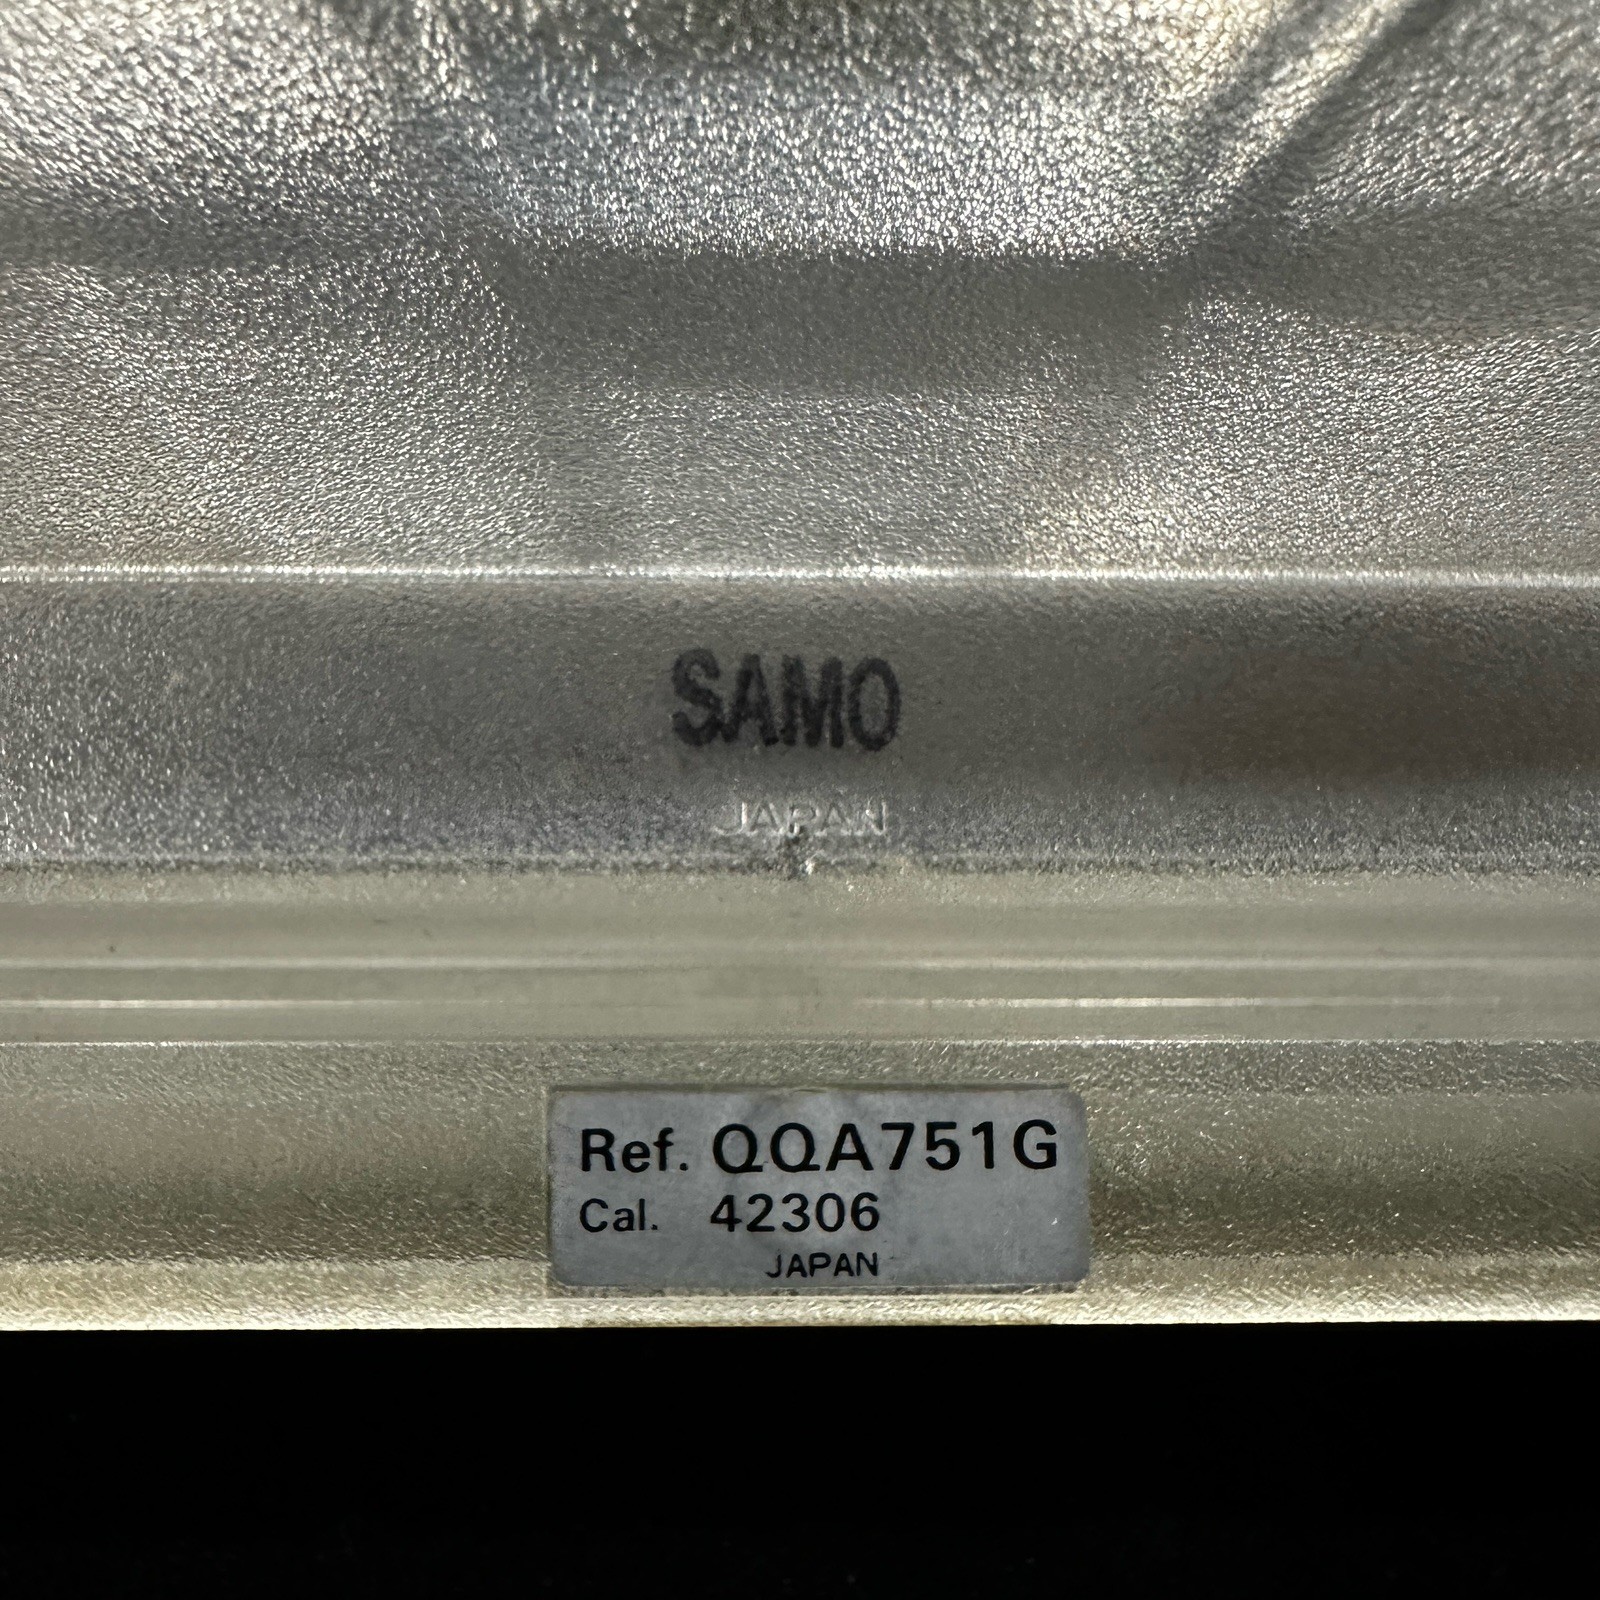 SAMO
JAPAN
Ref. QQA751G
Cal. 42306
JAPAN